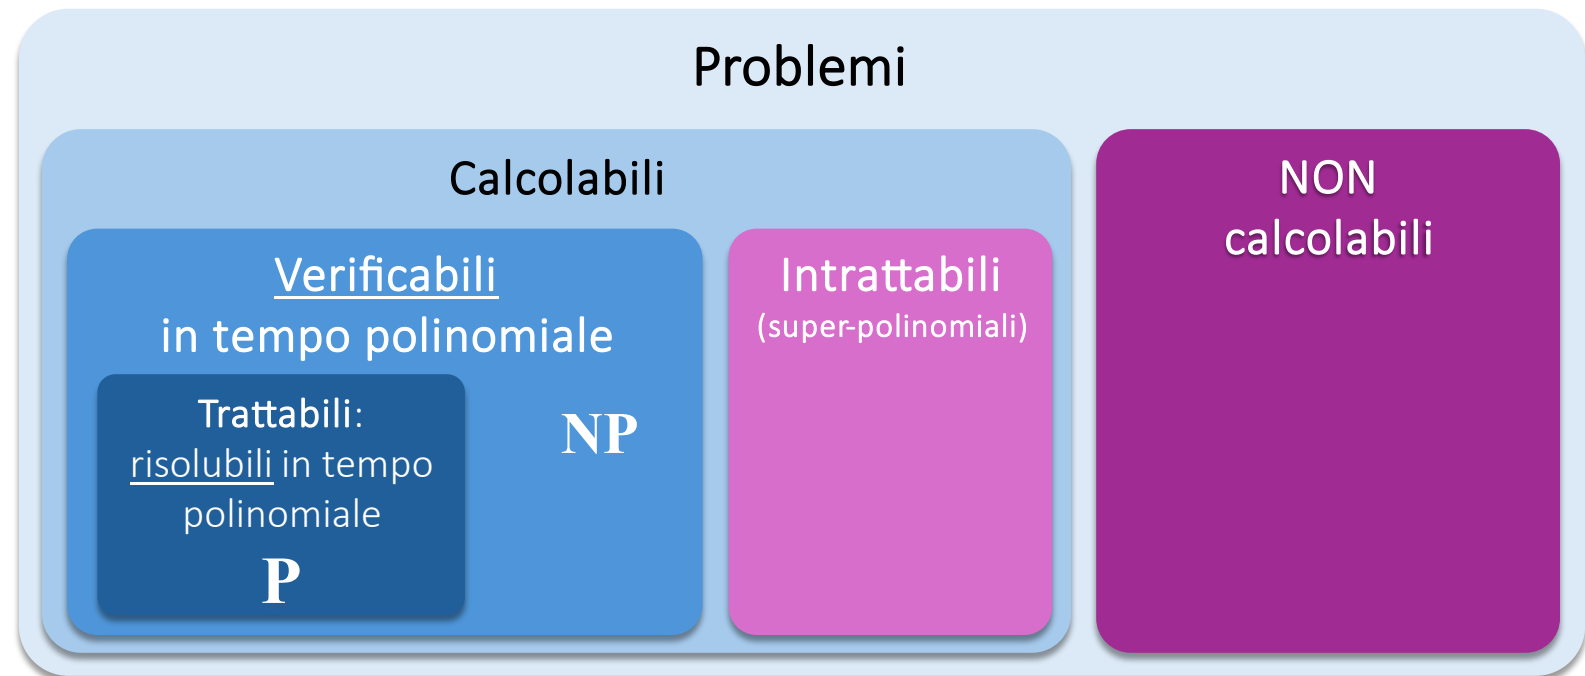 Problemi
Calcolabili
Verificabili
in tempo polinomiale
Trattabili:
risolubili in tempo
polinomiale
P
NP
Intrattabili
(super-polinomiali)
NON
calcolabili